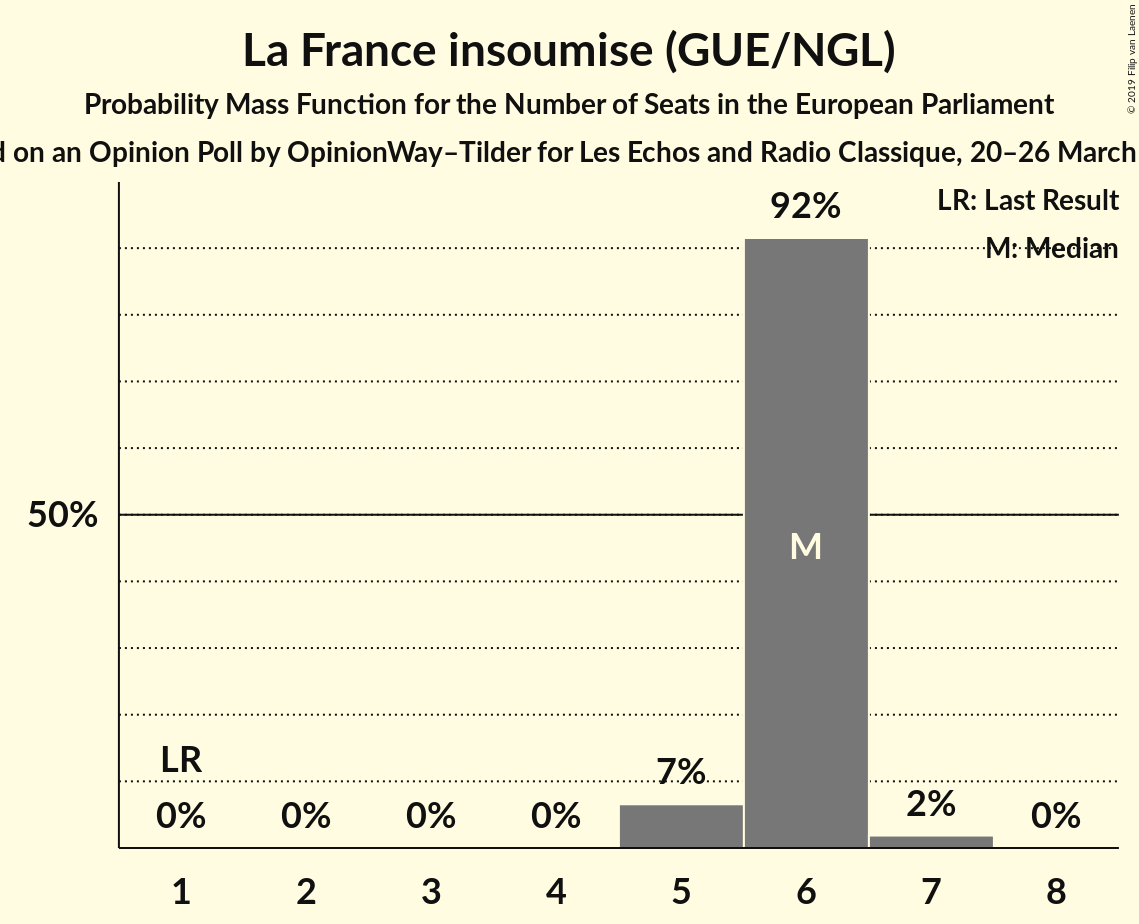 La France insoumise (GUE/NGL)
Probability Mass Function for the Number of Seats in the European Parliament
on an Opinion Poll by OpinionWay–Tilder for Les Echos and Radio Classique, 20–26 March
© 2019 Filip van Laenen
LR: Last Result
M: Median
92%
50%
M
LR
7%
2%
0% 0% 0% 0% 0%
1 2 3 4 5 6 7 8